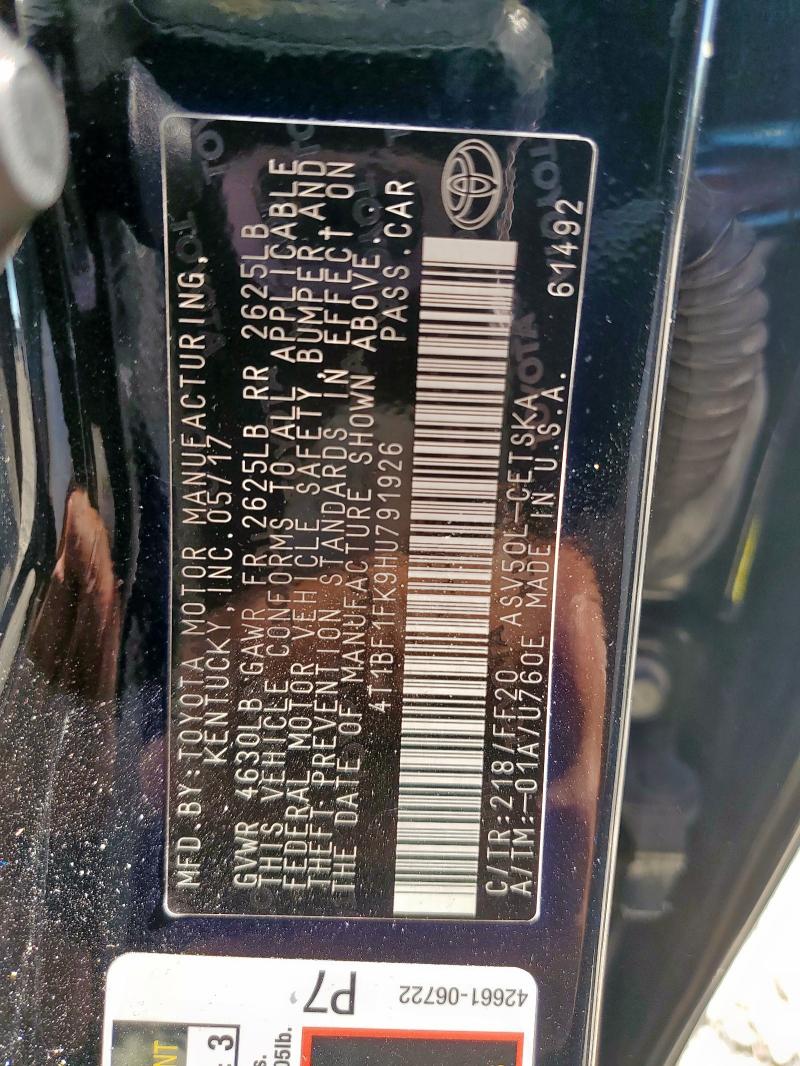 MFD.BY:TOYOTA MOTOR MANUFACTURING,
KENTUCKY, INC.05/17
GVWR 4630LB GAWR FR 2625LB RR 2625LB
THIS VEHICLE CONFORMS TO ALL APPLICABLE
FEDERAL MOTOR VEHICLE SAFETY, BUMPER AND
THEFT PREVENTION STANDARDS IN EFFECT ON
THE DATE OF MANUFACTURE SHOWN ABOVE.
4T1BF1FK9HU791926 PASS.CAR
C/TR:218/FF20 ASV50L-CETSKA
A/TM:-01A/U760E MADE IN U.S.A. 61492
TOYOTA
P7
42661-06722
3
05lb.